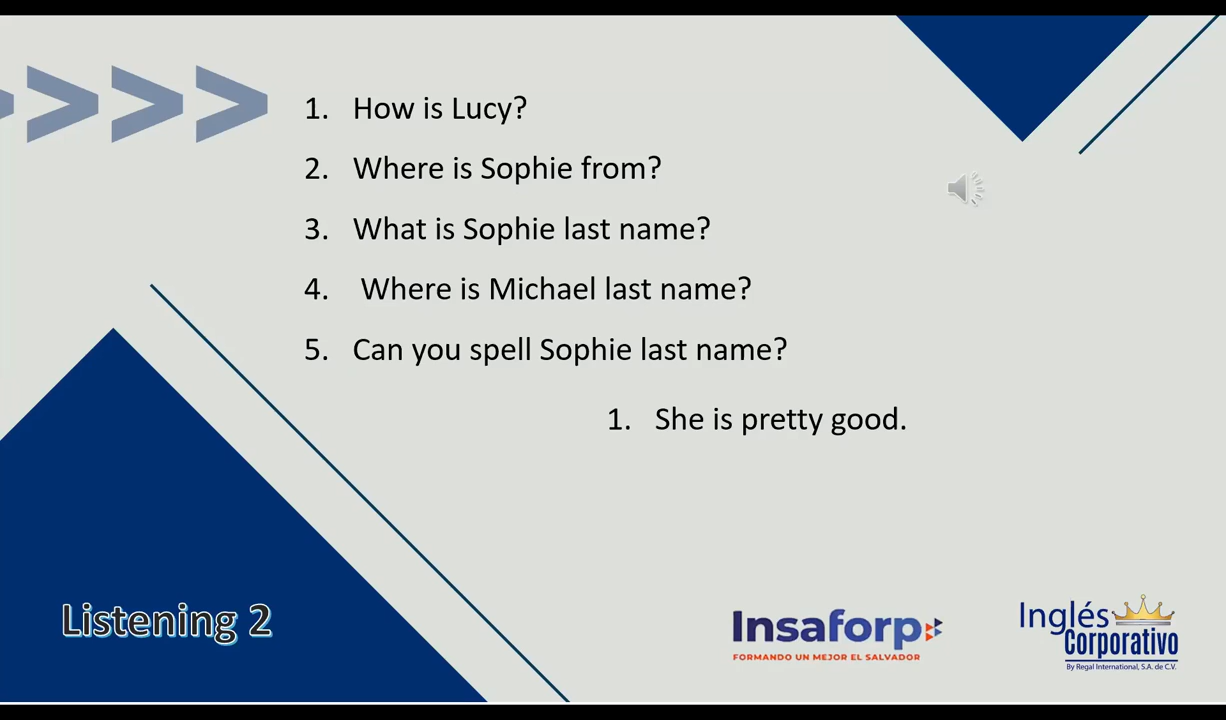 1. How is Lucy?
2. Where is Sophie from?
3. What is Sophie last name?
4. Where is Michael last name?
5. Can you spell Sophie last name?
1. She is pretty good.
Listening 2
Insaforp
FORMANDO UN MEJOR EL SALVADOR
Inglés
Corporativo
By Regal International, S.A. de C.V.